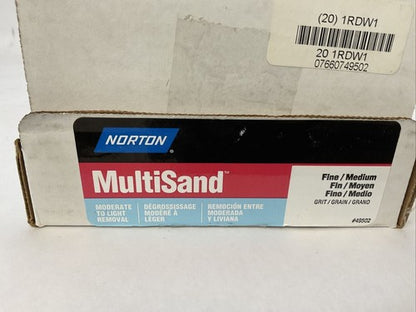 (20) 1RDW1
20 1RDW1
07660749502
NORTON
MultiSand™
MODERATE
TO LIGHT
REMOVAL
DÉGROSSISSAGE
MODÉRÉ À
LÉGER
REMOCIÓN ENTRE
MODERADA
Y LIVIANA
Fine / Medium
Fin / Moyen
Fino / Medio
GRIT / GRAIN / GRANO
#49502